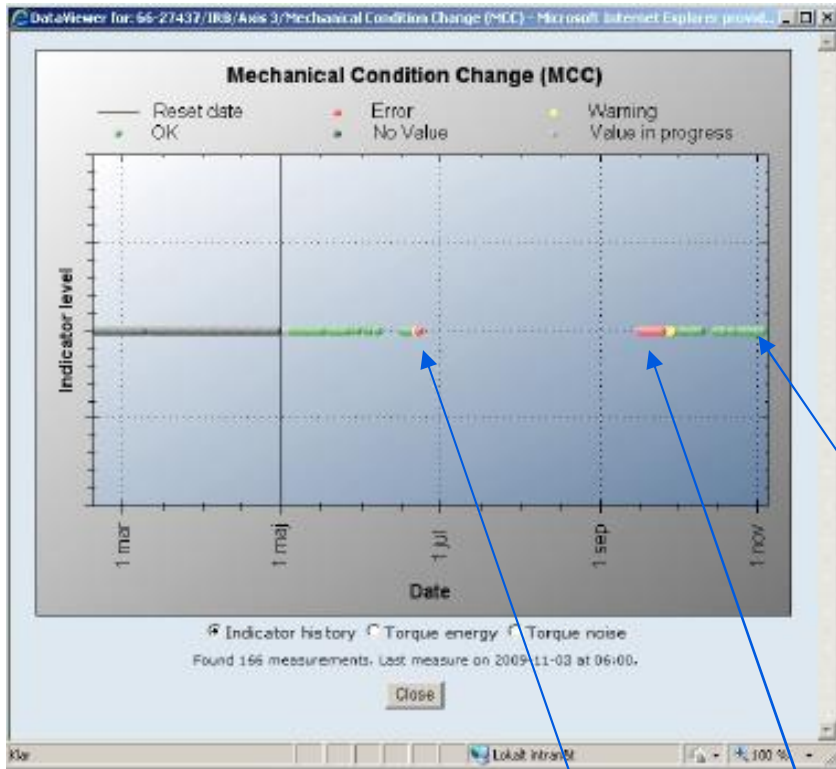 DataViewer for: 66-27437/IRB/Axis 3/Mechanical Condition Change (MCC) - Microsoft Internet Explorer provid...
Mechanical Condition Change (MCC)
Reset date Error Warning
OK No Value Value in progress
Indicator level
1 mar 1 maj 1 jul 1 sep 1 nov
Date
Indicator history Torque energy Torque noise
Found 166 measurements. Last measure on 2009-11-03 at 06:00.
Close
Klar Lokalt intranät 100 %